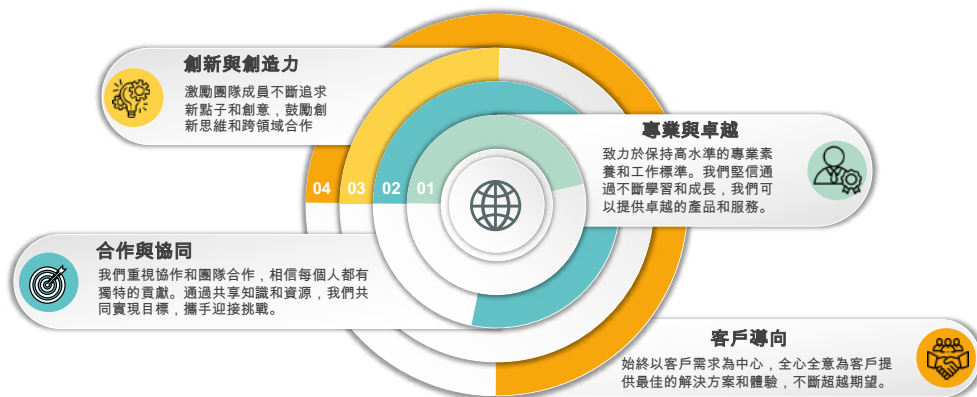 創新與創造力
激勵團隊成員不斷追求
新點子和創意，鼓勵創
新思維和跨領域合作
專業與卓越
致力於保持高水準的專業素
養和工作標準。我們堅信通
過不斷學習和成長，我們可
以提供卓越的產品和服務。
04 03 02 01
合作與協同
我們重視協作和團隊合作，相信每個人都有
獨特的貢獻。通過共享知識和資源，我們共
同實現目標，攜手迎接挑戰。
客戶導向
始終以客戶需求為中心，全心全意為客戶提
供最佳的解決方案和體驗，不斷超越期望。